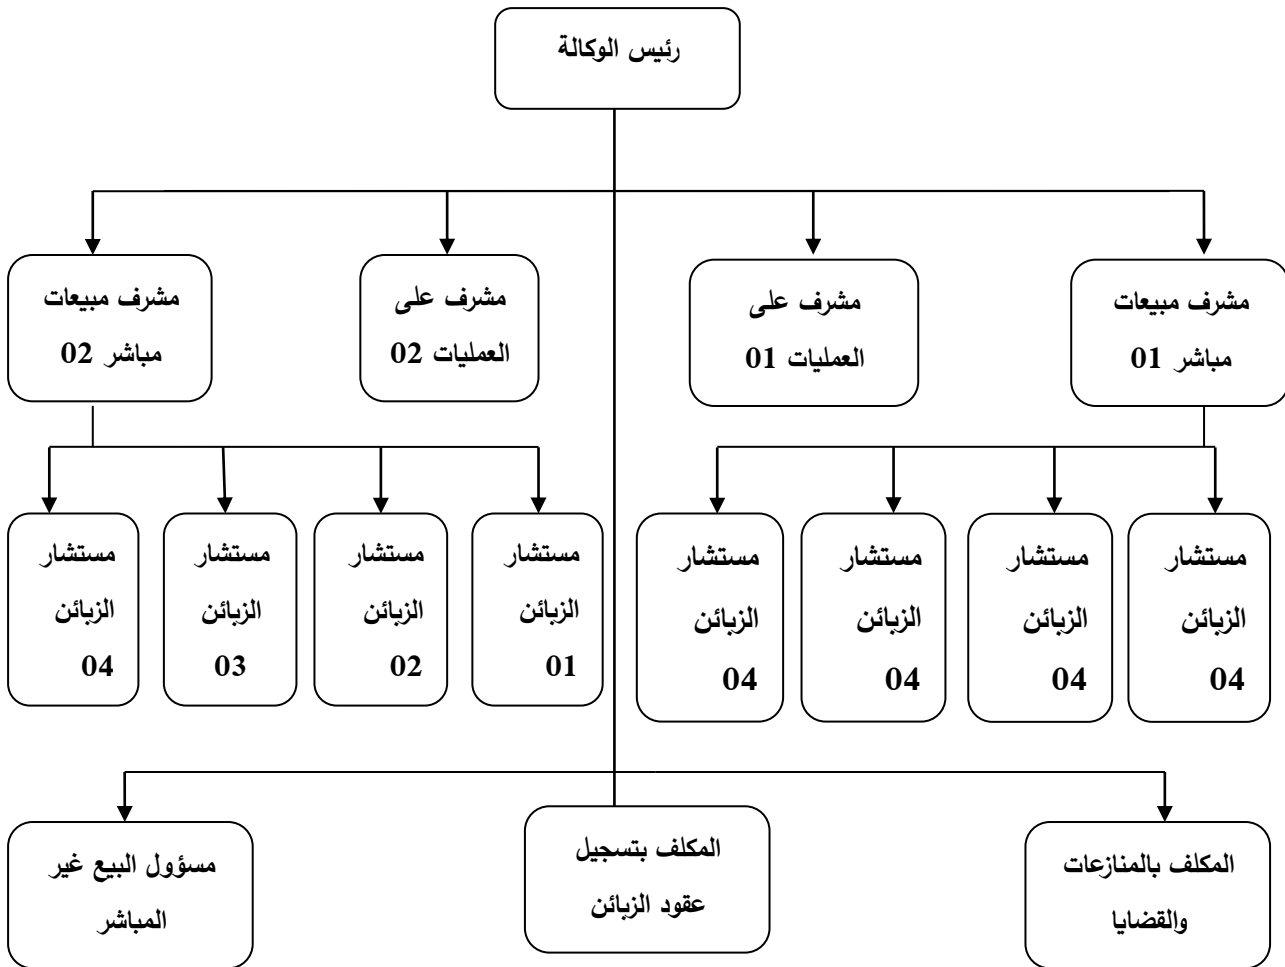 رئيس الوكالة
مشرف مبيعات
مباشر 01
مشرف على
العمليات 01
مشرف على
العمليات 02
مشرف مبيعات
مباشر 02
مستشار
الزبائن
04
مستشار
الزبائن
04
مستشار
الزبائن
04
مستشار
الزبائن
04
مستشار
الزبائن
01
مستشار
الزبائن
02
مستشار
الزبائن
03
مستشار
الزبائن
04
المكلف بالمنازعات
والقضايا
المكلف بتسجيل
عقود الزبائن
مسؤول البيع غير
المباشر